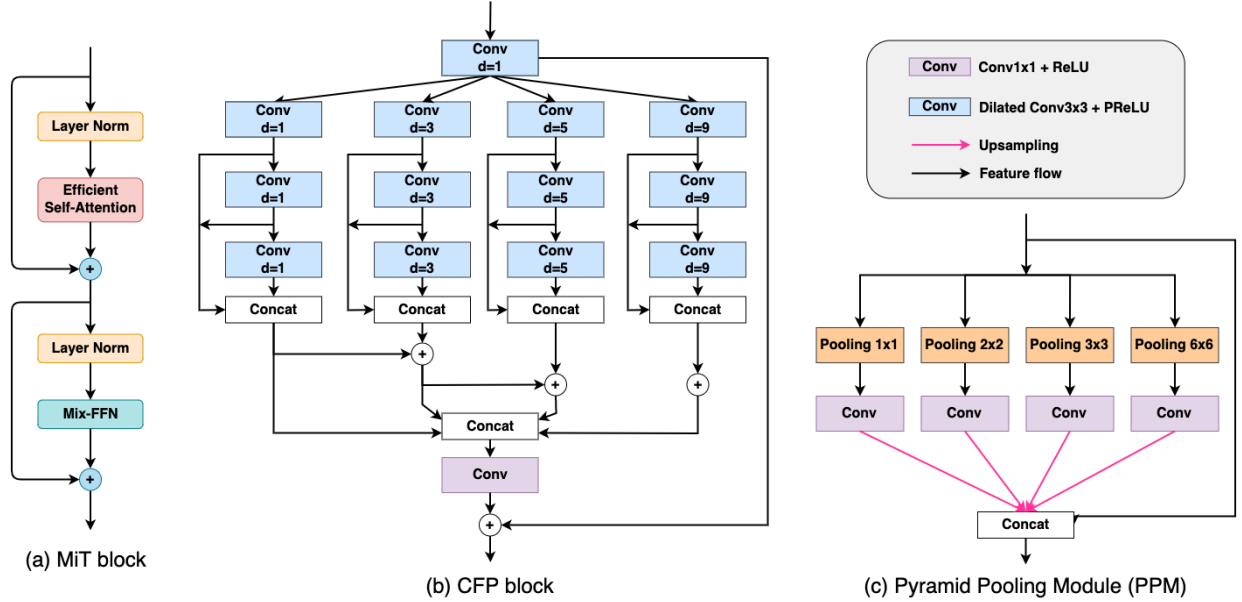 Layer Norm
Efficient
Self-Attention
+
Layer Norm
Mix-FFN
+
(a) MiT block
Conv
d=1
Conv
d=1
Conv
d=3
Conv
d=5
Conv
d=9
Conv
d=1
Conv
d=3
Conv
d=5
Conv
d=9
Conv
d=1
Conv
d=3
Conv
d=5
Conv
d=9
Concat
Concat
Concat
Concat
+
+
+
Concat
Conv
+
(b) CFP block
Conv
Conv1x1 + ReLU
Conv
Dilated Conv3x3 + PReLU
Upsampling
Feature flow
Pooling 1x1
Pooling 2x2
Pooling 3x3
Pooling 6x6
Conv
Conv
Conv
Conv
Concat
(c) Pyramid Pooling Module (PPM)